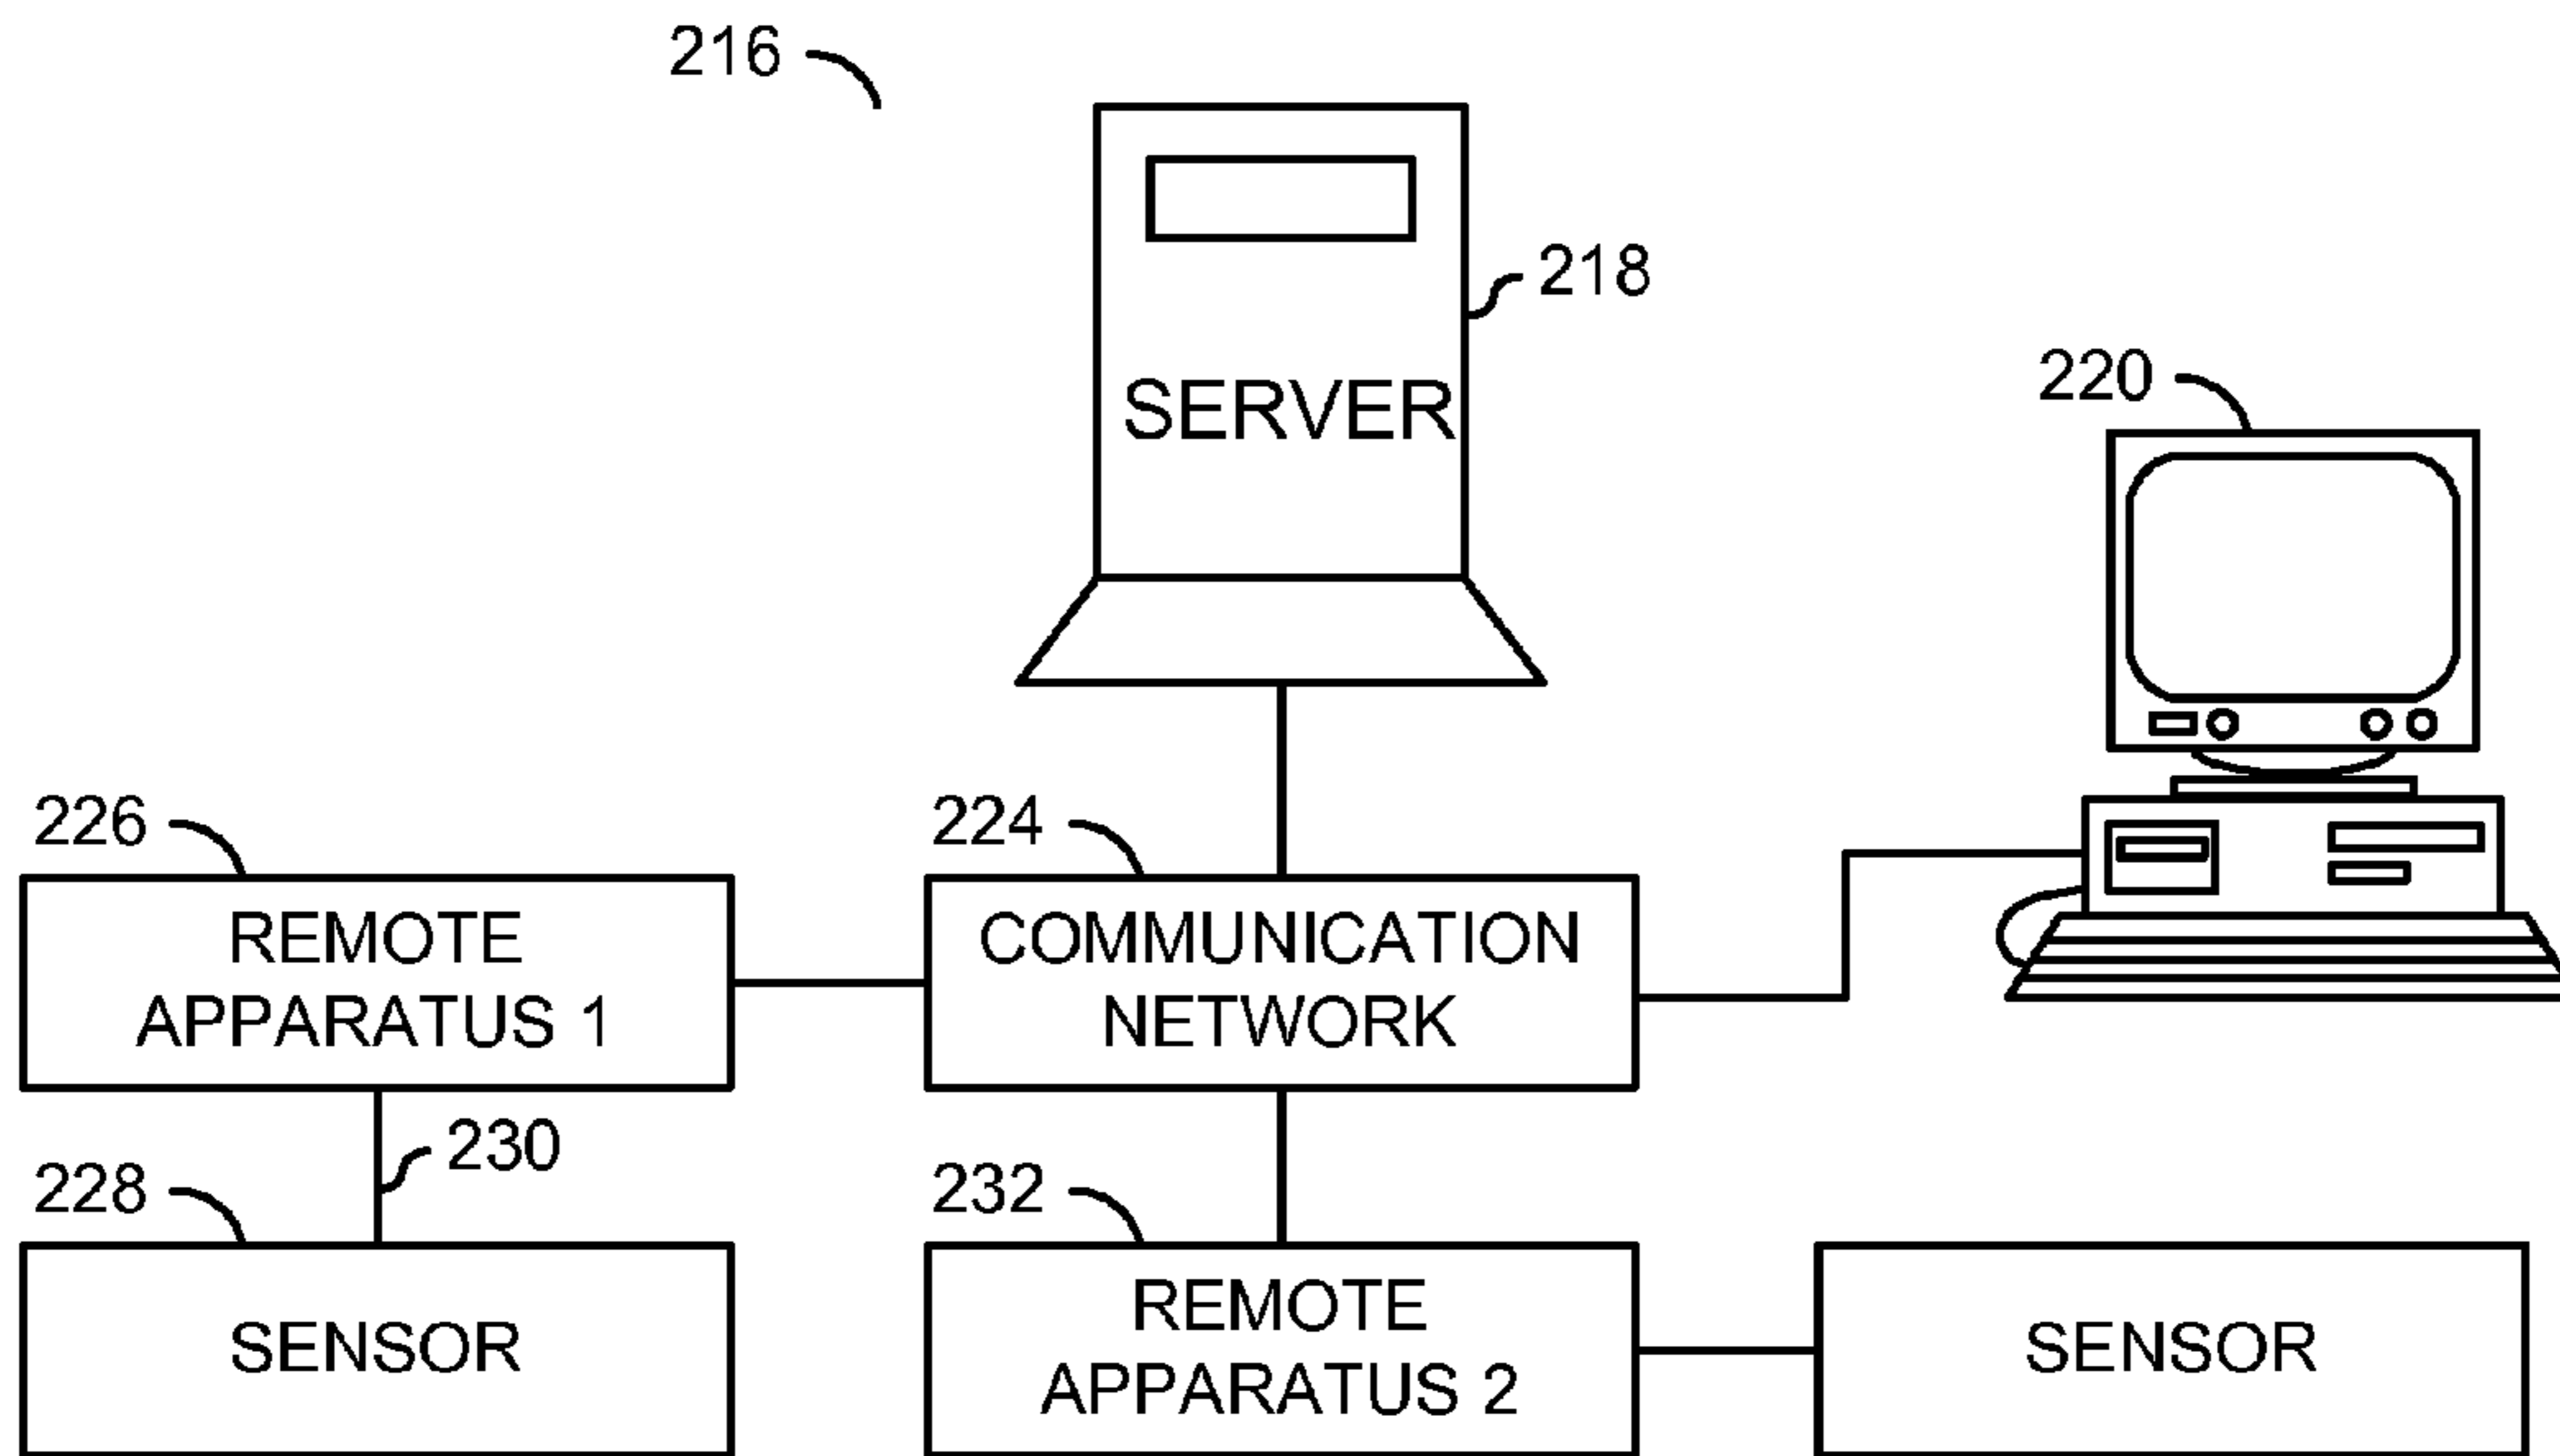 216
218
SERVER
220
226
224
REMOTE
APPARATUS 1
COMMUNICATION
NETWORK
230
228
232
SENSOR
REMOTE
APPARATUS 2
SENSOR